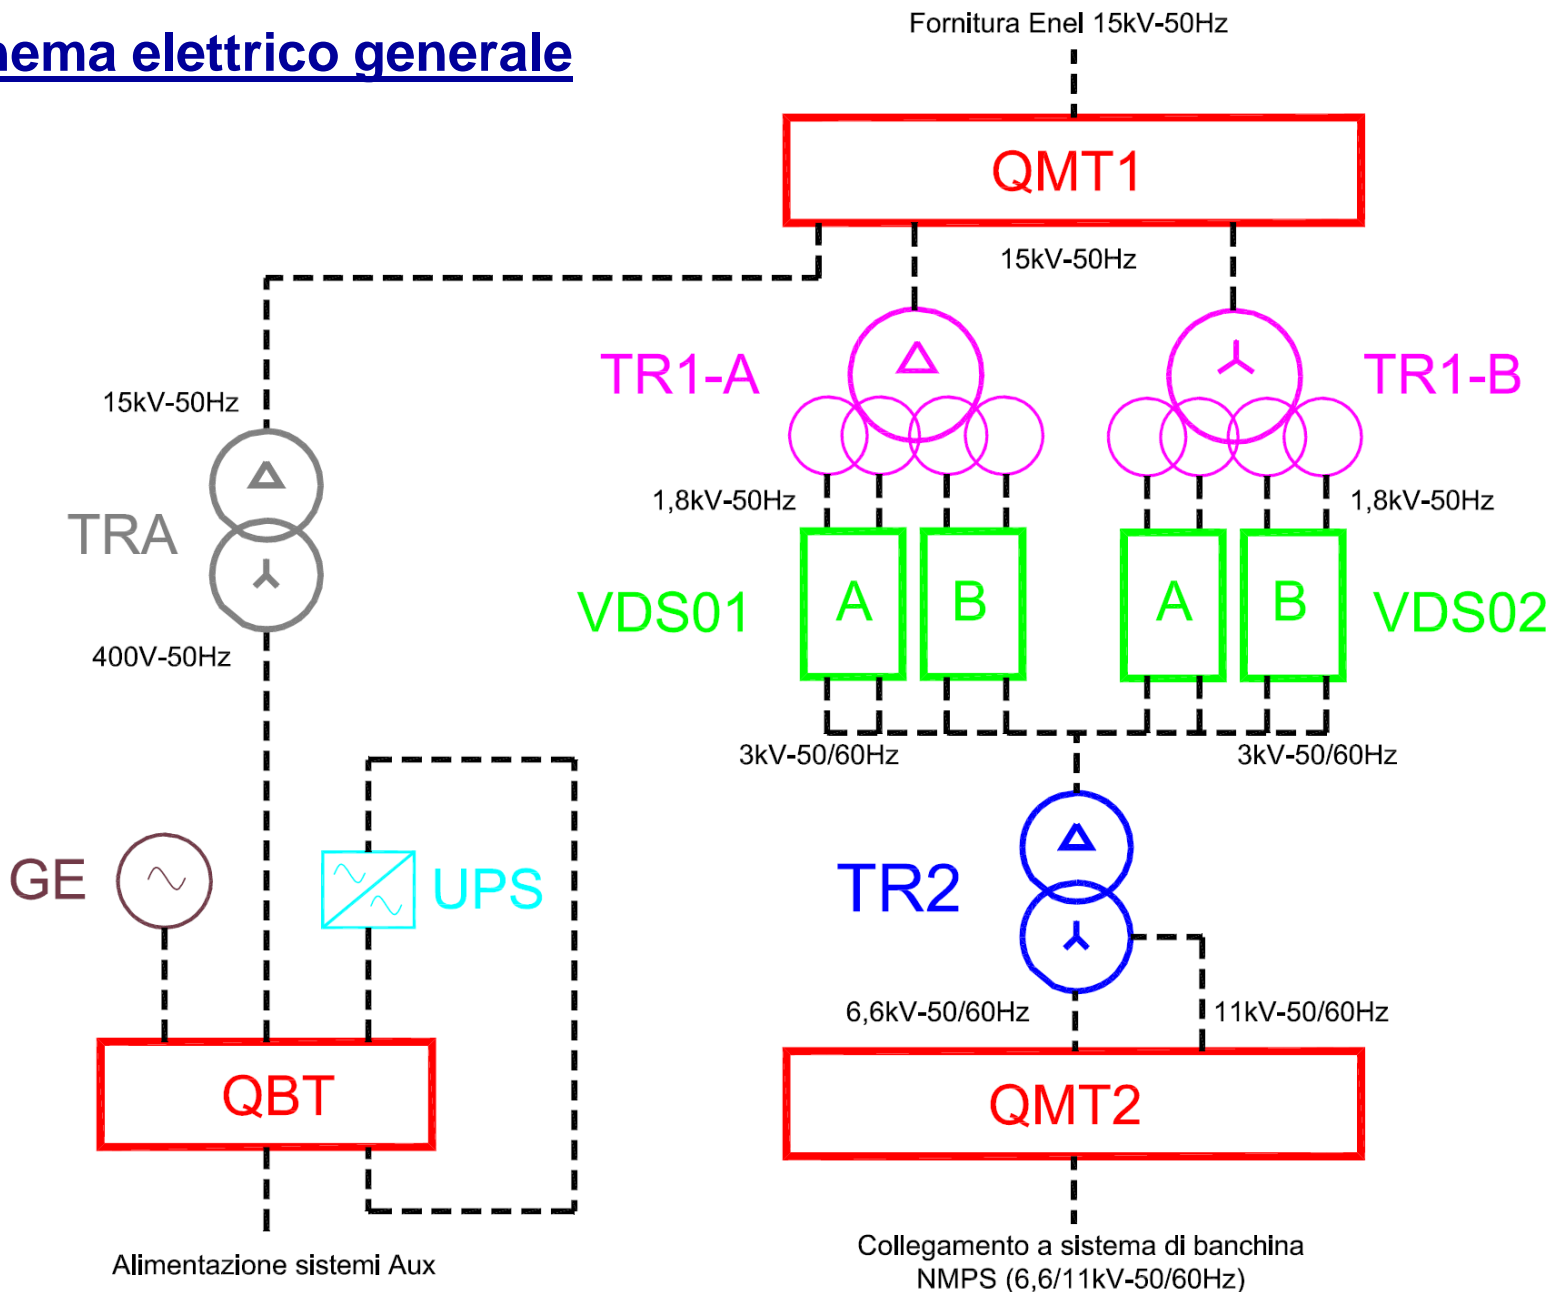 hema elettrico generale
Fornitura Enel 15kV-50Hz
QMT1
15kV-50Hz
TR1-A
TR1-B
15kV-50Hz
1,8kV-50Hz
1,8kV-50Hz
TRA
VDS01
A
B
A
B
VDS02
400V-50Hz
3kV-50/60Hz
3kV-50/60Hz
GE
UPS
TR2
6,6kV-50/60Hz
11kV-50/60Hz
QBT
QMT2
Alimentazione sistemi Aux
Collegamento a sistema di banchina
NMPS (6,6/11kV-50/60Hz)